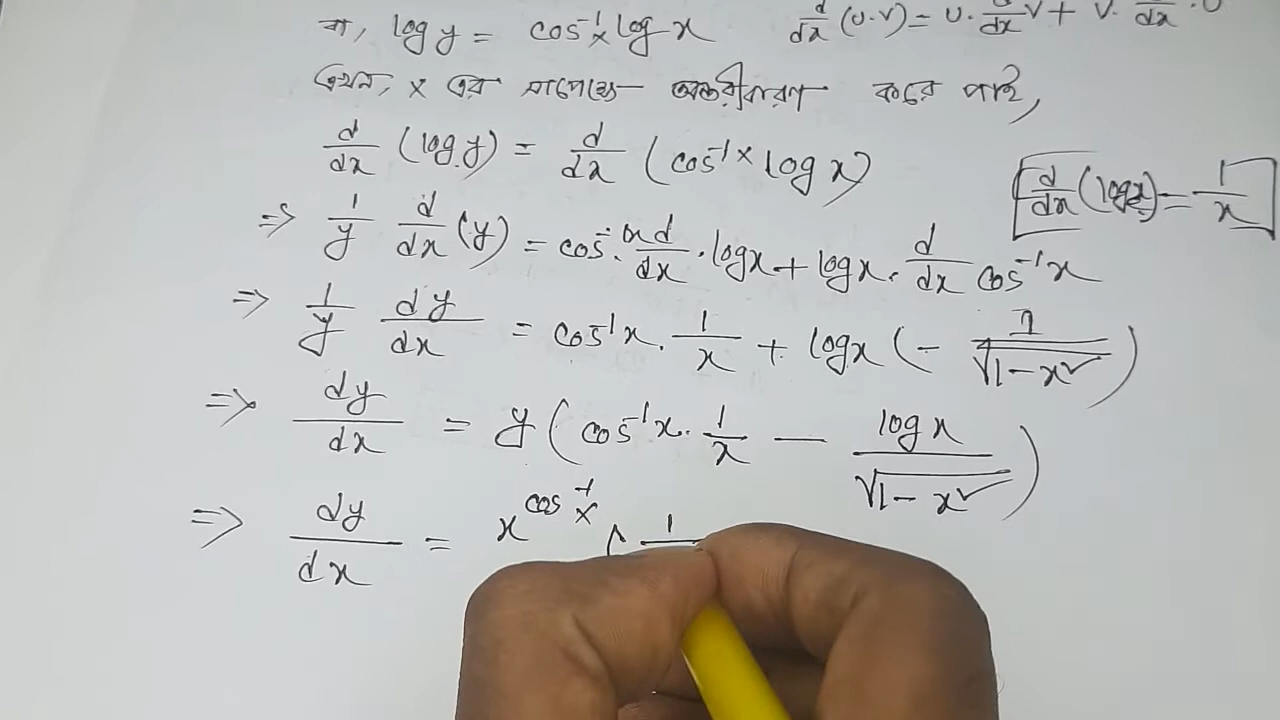 বা, log y = cos⁻¹x log x d/dx (U.V) = U. d/dx V + V. d/dx . U
এখন, x এর সাপেক্ষে অন্তরীকরণ করে পাই,
d/dx (log y) = d/dx (cos⁻¹x log x)
d/dx (log x) = 1/x
⇒ 1/y d/dx (y) = cos⁻¹x d/dx . log x + log x . d/dx cos⁻¹x
⇒ 1/y dy/dx = cos⁻¹x . 1/x + log x (− 1/√1−x²)
⇒ dy/dx = y (cos⁻¹x . 1/x − log x/√1−x²)
⇒ dy/dx = x^cos⁻¹x ( 1